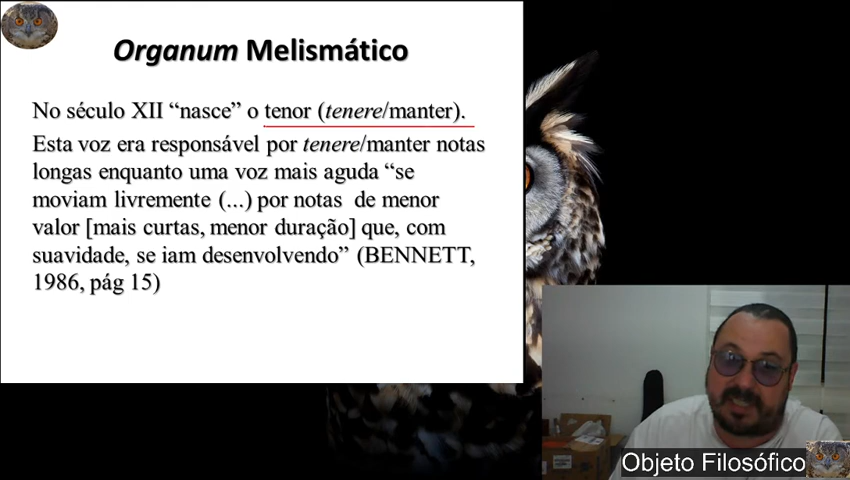 Organum Melismático
No século XII “nasce” o tenor (tenere/manter).
Esta voz era responsável por tenere/manter notas
longas enquanto uma voz mais aguda “se
moviam livremente (...) por notas de menor
valor [mais curtas, menor duração] que, com
suavidade, se iam desenvolvendo” (BENNETT,
1986, pág 15)
Objeto Filosófico